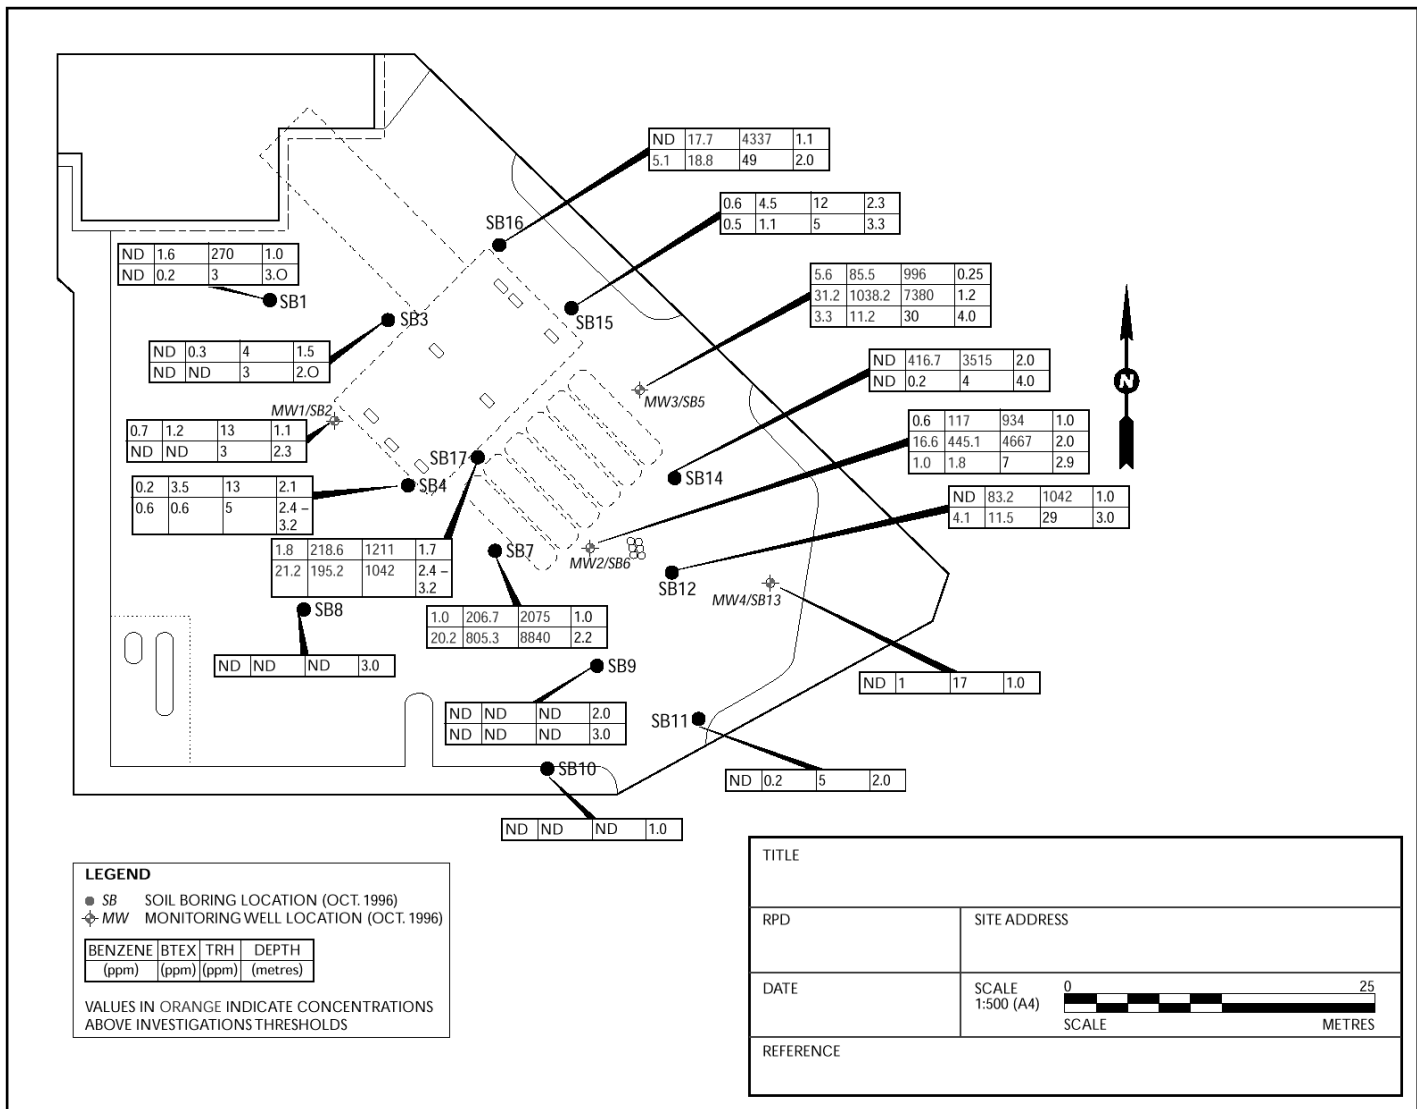 ND 17.7 4337 1.1
5.1 18.8 49 2.0
SB16
0.6 4.5 12 2.3
0.5 1.1 5 3.3
SB15
ND 1.6 270 1.0
ND 0.2 3 3.O
SB1
SB3
5.6 85.5 996 0.25
31.2 1038.2 7380 1.2
3.3 11.2 30 4.0
MW3/SB5
ND 0.3 4 1.5
ND ND 3 2.O
ND 416.7 3515 2.0
ND 0.2 4 4.0
SB14
N
MW1/SB2
0.7 1.2 13 1.1
ND ND 3 2.3
0.6 117 934 1.0
16.6 445.1 4667 2.0
1.0 1.8 7 2.9
MW2/SB6
SB17
SB4
0.2 3.5 13 2.1
0.6 0.6 5 2.4 –
3.2
ND 83.2 1042 1.0
4.1 11.5 29 3.0
SB12
1.8 218.6 1211 1.7
21.2 195.2 1042 2.4 –
3.2
SB7
1.0 206.7 2075 1.0
20.2 805.3 8840 2.2
MW4/SB13
ND 1 17 1.0
SB8
ND ND ND 3.0
SB9
ND ND ND 2.0
ND ND ND 3.0
SB11
ND 0.2 5 2.0
SB10
ND ND ND 1.0
LEGEND
SB SOIL BORING LOCATION (OCT. 1996)
MW MONITORING WELL LOCATION (OCT. 1996)
BENZENE BTEX TRH DEPTH
(ppm) (ppm) (ppm) (metres)
VALUES IN ORANGE INDICATE CONCENTRATIONS
ABOVE INVESTIGATIONS THRESHOLDS
TITLE
RPD SITE ADDRESS
DATE SCALE 0 25
1:500 (A4)
SCALE METRES
REFERENCE